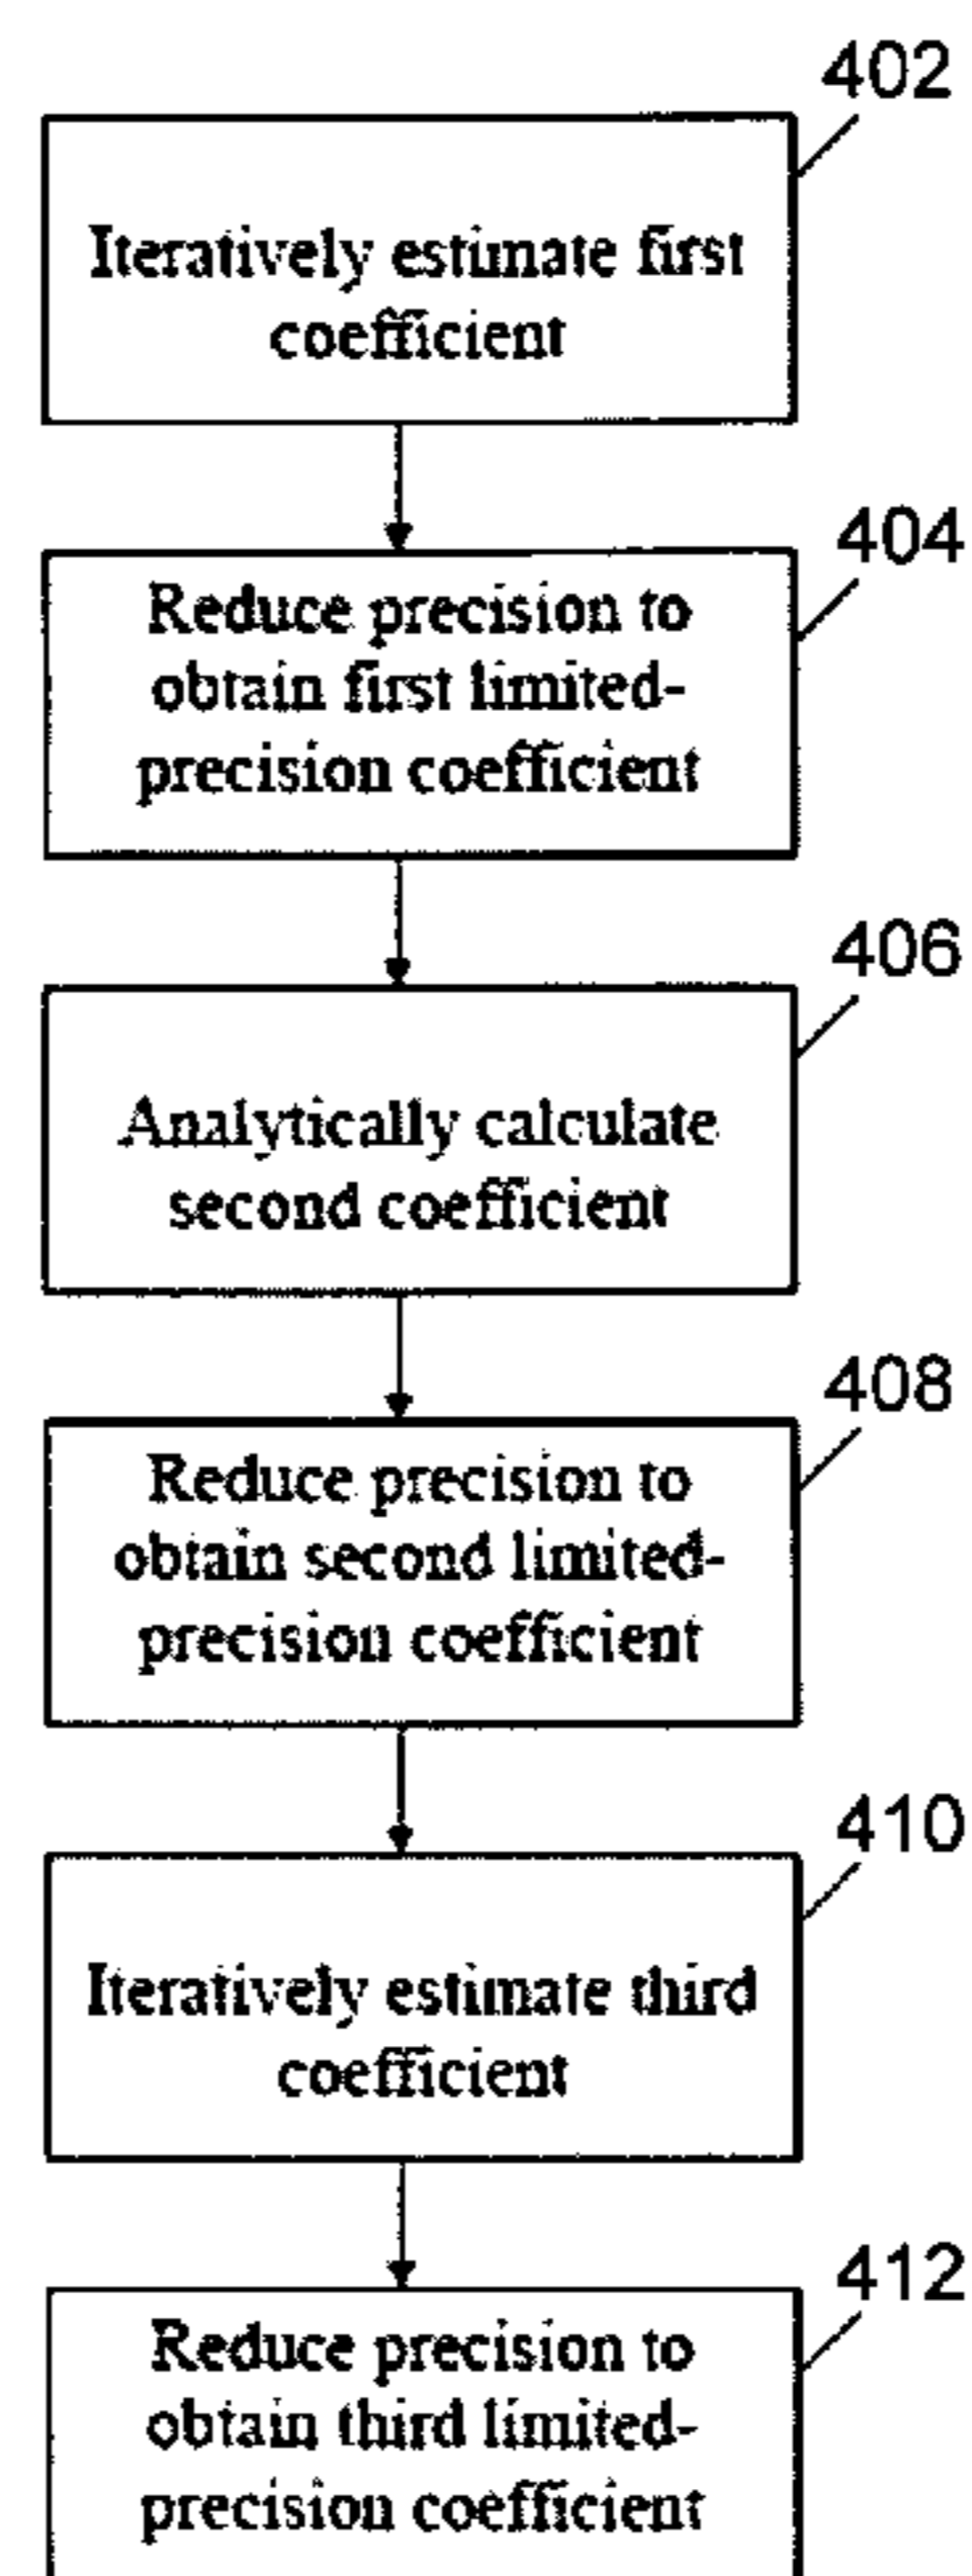 402
Iteratively estimate first
coefficient
404
Reduce precision to
obtain first limited-
precision coefficient
406
Analytically calculate
second coefficient
408
Reduce precision to
obtain second limited-
precision coefficient
410
Iteratively estimate third
coefficient
412
Reduce precision to
obtain third limited-
precision coefficient